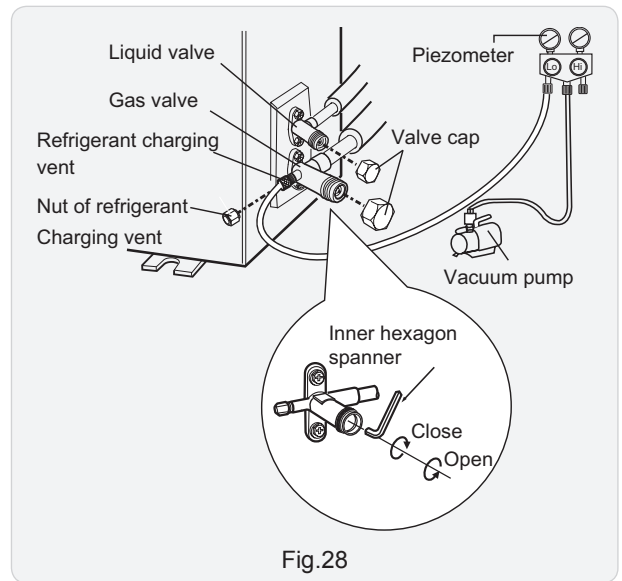 Liquid valve
Gas valve
Refrigerant charging
vent
Nut of refrigerant
Charging vent
Piezometer
Lo
Hi
Valve cap
Vacuum pump
Inner hexagon
spanner
Close
Open
Fig.28